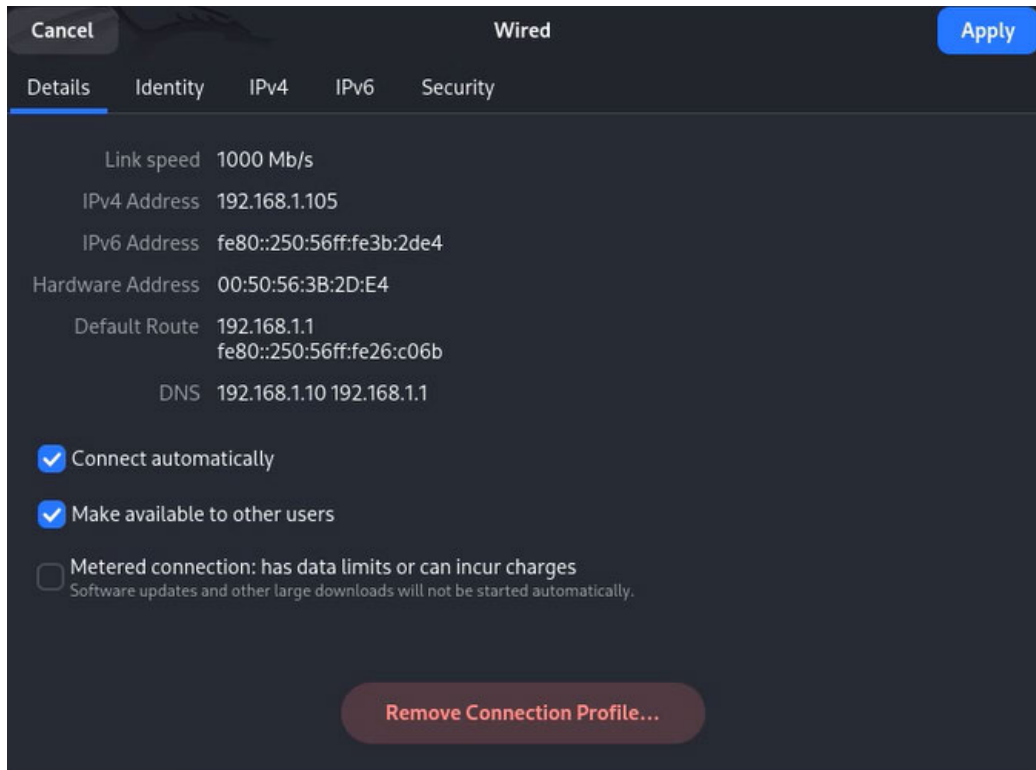 Cancel Wired Apply
Details Identity IPv4 IPv6 Security
Link speed 1000 Mb/s
IPv4 Address 192.168.1.105
IPv6 Address fe80::250:56ff:fe3b:2de4
Hardware Address 00:50:56:3B:2D:E4
Default Route 192.168.1.1
fe80::250:56ff:fe26:c06b
DNS 192.168.1.10 192.168.1.1
Connect automatically
Make available to other users
Metered connection: has data limits or can incur charges
Software updates and other large downloads will not be started automatically.
Remove Connection Profile...